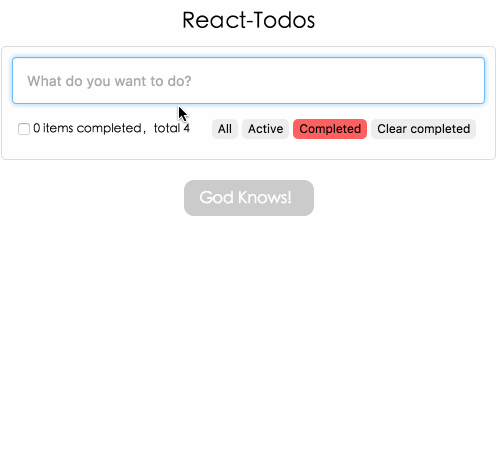 React-Todos
What do you want to do?
0 items completed, total 4 All Active Completed Clear completed
God Knows!